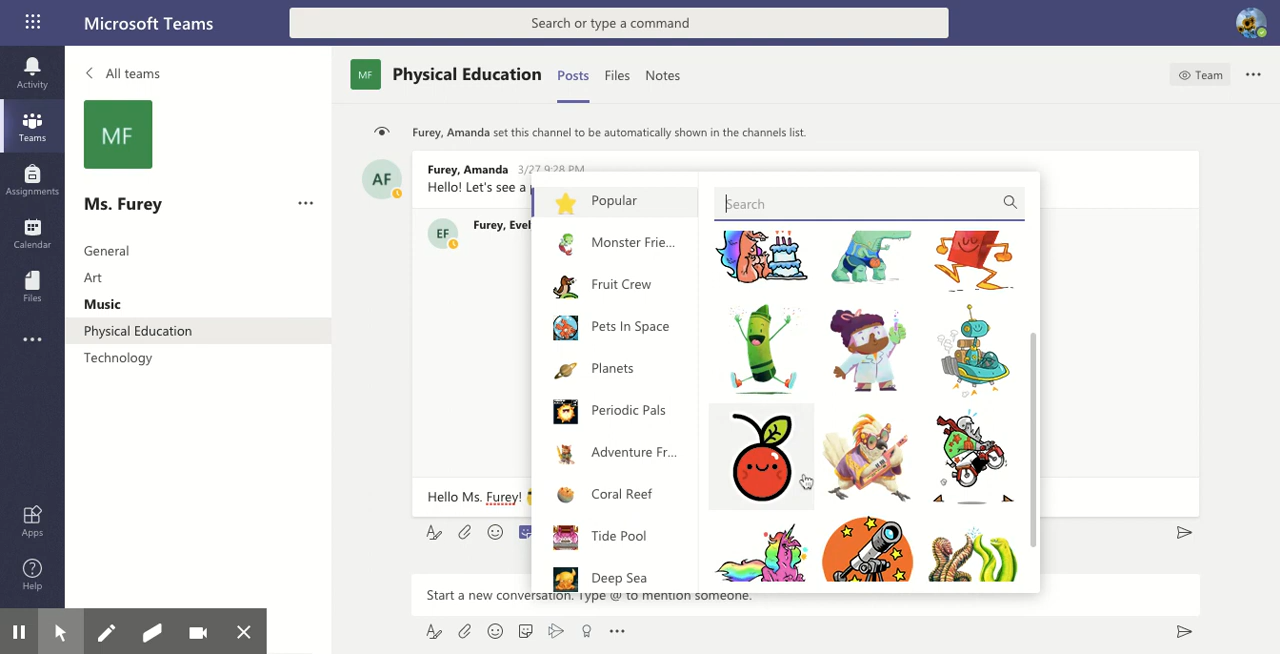 Microsoft Teams
Search or type a command
Activity
Teams
Assignments
Calendar
Files
Apps
Help
All teams
MF
Ms. Furey
General
Art
Music
Physical Education
Technology
MF
Physical Education
Posts
Files
Notes
Team
Furey, Amanda set this channel to be automatically shown in the channels list.
AF
Furey, Amanda 3/27 9:28 PM
Hello! Let's see a
EF
Furey, Evel
Hello Ms. Furey!
Popular
Monster Frie...
Fruit Crew
Pets In Space
Planets
Periodic Pals
Adventure Fr...
Coral Reef
Tide Pool
Deep Sea
Search
Start a new conversation. Type @ to mention someone.